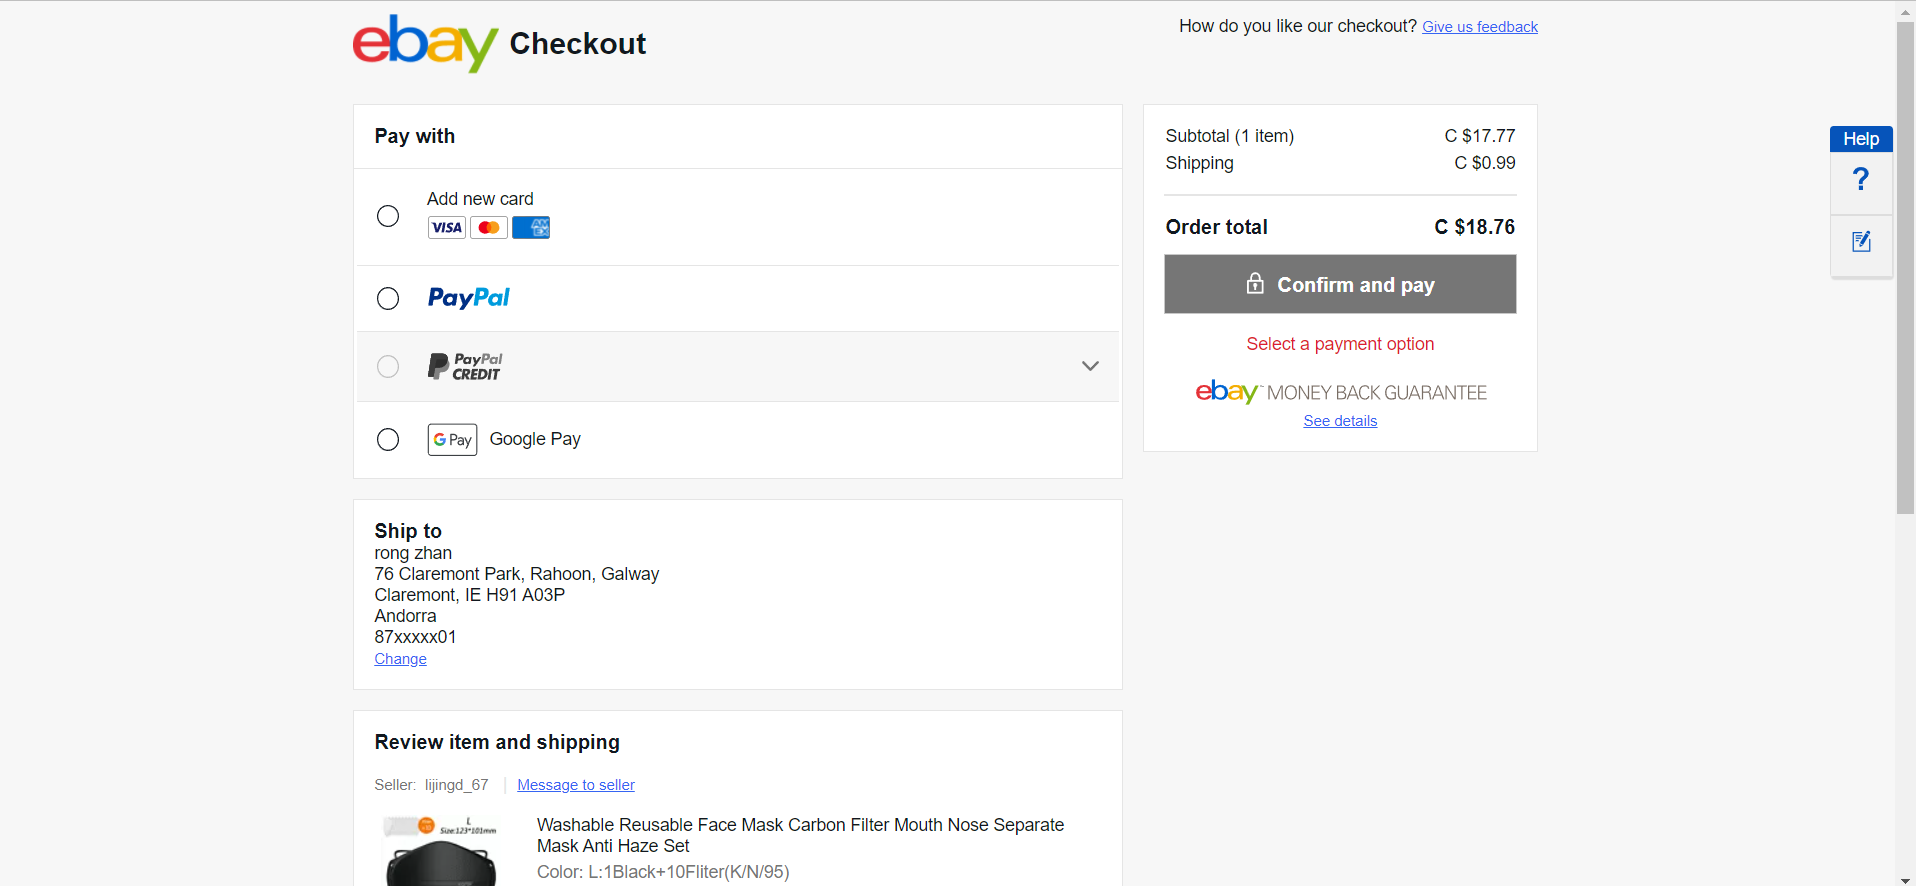 ebay Checkout
How do you like our checkout? Give us feedback
Pay with
Add new card
VISA AMEX
PayPal
PayPal CREDIT
G Pay Google Pay
Subtotal (1 item) C $17.77
Shipping C $0.99
Order total C $18.76
Confirm and pay
Select a payment option
ebay™ MONEY BACK GUARANTEE
See details
Help
?
Ship to
rong zhan
76 Claremont Park, Rahoon, Galway
Claremont, IE H91 A03P
Andorra
87xxxxx01
Change
Review item and shipping
Seller: lijingd_67 Message to seller
L
Size:123*101mm
Washable Reusable Face Mask Carbon Filter Mouth Nose Separate
Mask Anti Haze Set
Color: L:1Black+10Fliter(K/N/95)